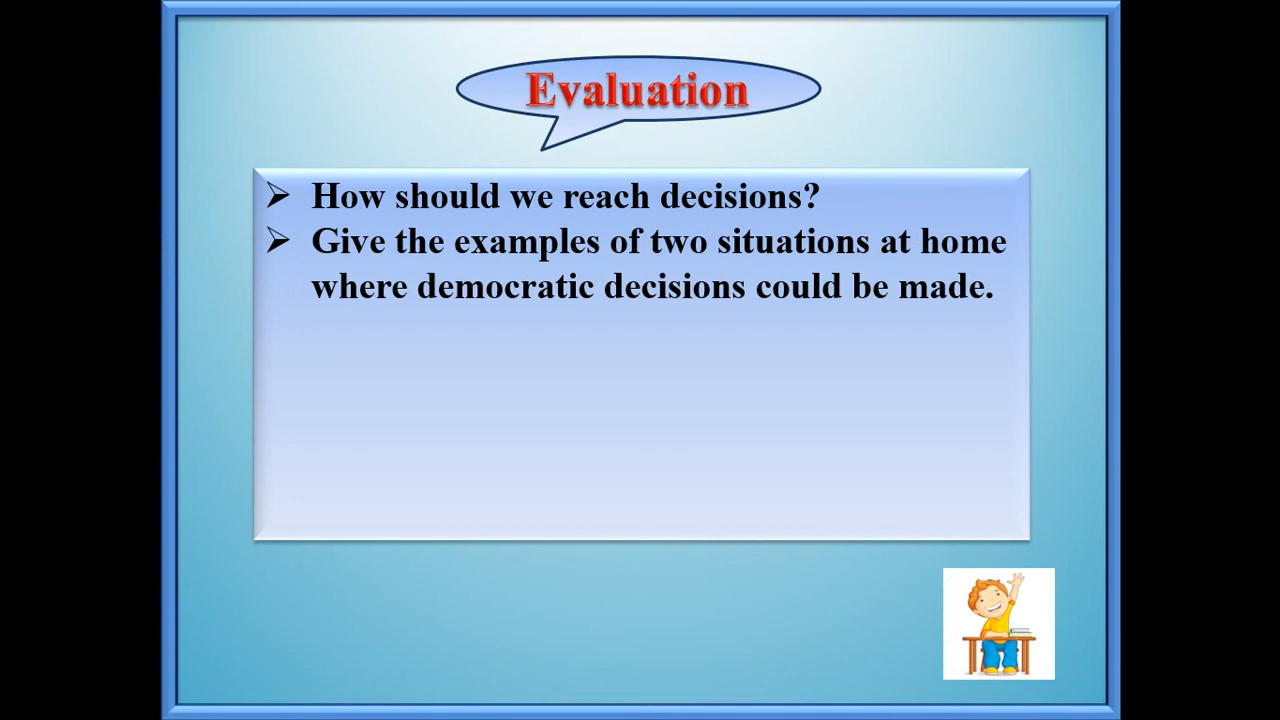 Evaluation
➢ How should we reach decisions?
➢ Give the examples of two situations at home
where democratic decisions could be made.